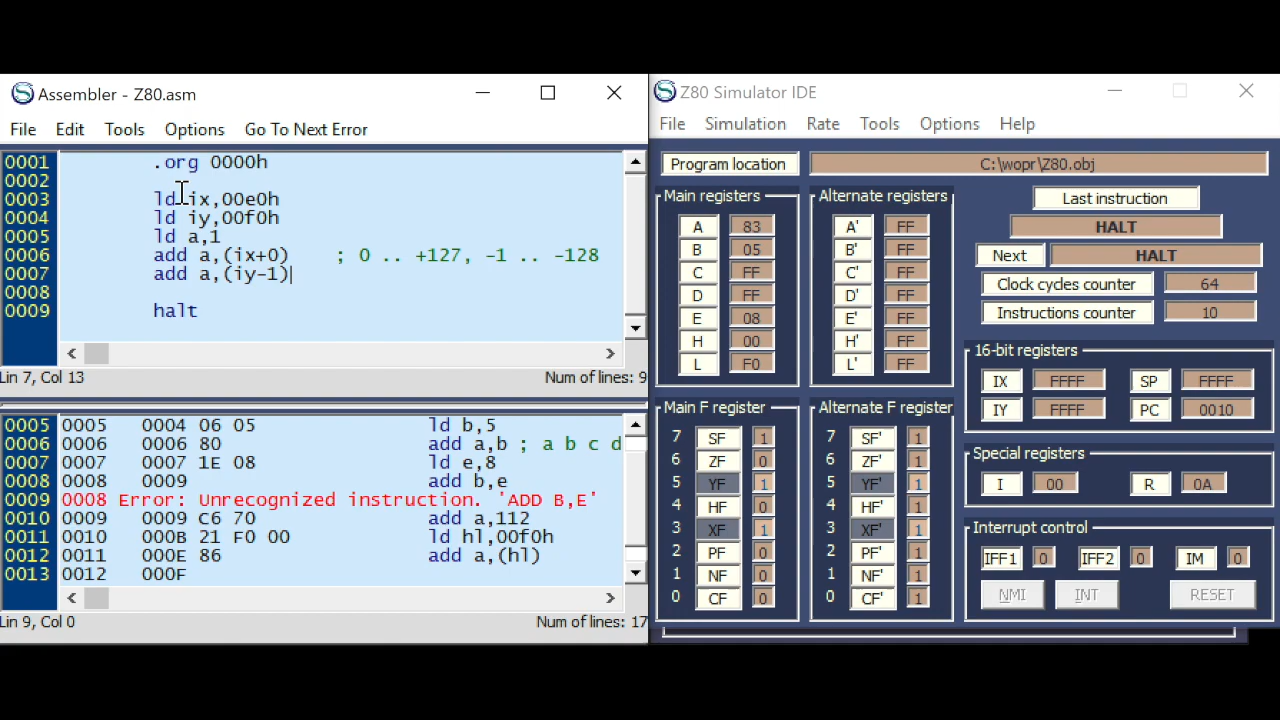 Assembler - Z80.asm
File Edit Tools Options Go To Next Error
0001 .org 0000h
0002
0003 ld ix,00e0h
0004 ld iy,00f0h
0005 ld a,1
0006 add a,(ix+0) ; 0 .. +127, -1 .. -128
0007 add a,(iy-1)
0008
0009 halt
Lin 7, Col 13 Num of lines: 9
0005 0005 0004 06 05 ld b,5
0006 0006 0006 80 add a,b ; a b c d
0007 0007 0007 1E 08 ld e,8
0008 0008 0009 add b,e
0009 0008 Error: Unrecognized instruction. 'ADD B,E'
0010 0009 0009 C6 70 add a,112
0011 0010 000B 21 F0 00 ld hl,00f0h
0012 0011 000E 86 add a,(hl)
0013 0012 000F
Lin 9, Col 0 Num of lines: 17
Z80 Simulator IDE
File Simulation Rate Tools Options Help
Program location C:\wopr\Z80.obj
Main registers
A 83
B 05
C FF
D FF
E 08
H 00
L F0
Alternate registers
A' FF
B' FF
C' FF
D' FF
E' FF
H' FF
L' FF
Last instruction
HALT
Next HALT
Clock cycles counter 64
Instructions counter 10
16-bit registers
IX FFFF SP FFFF
IY FFFF PC 0010
Main F register
7 SF 1
6 ZF 0
5 YF 1
4 HF 0
3 XF 1
2 PF 0
1 NF 0
0 CF 0
Alternate F register
7 SF' 1
6 ZF' 1
5 YF' 1
4 HF' 1
3 XF' 1
2 PF' 1
1 NF' 1
0 CF' 1
Special registers
I 00 R 0A
Interrupt control
IFF1 0 IFF2 0 IM 0
NMI INT RESET